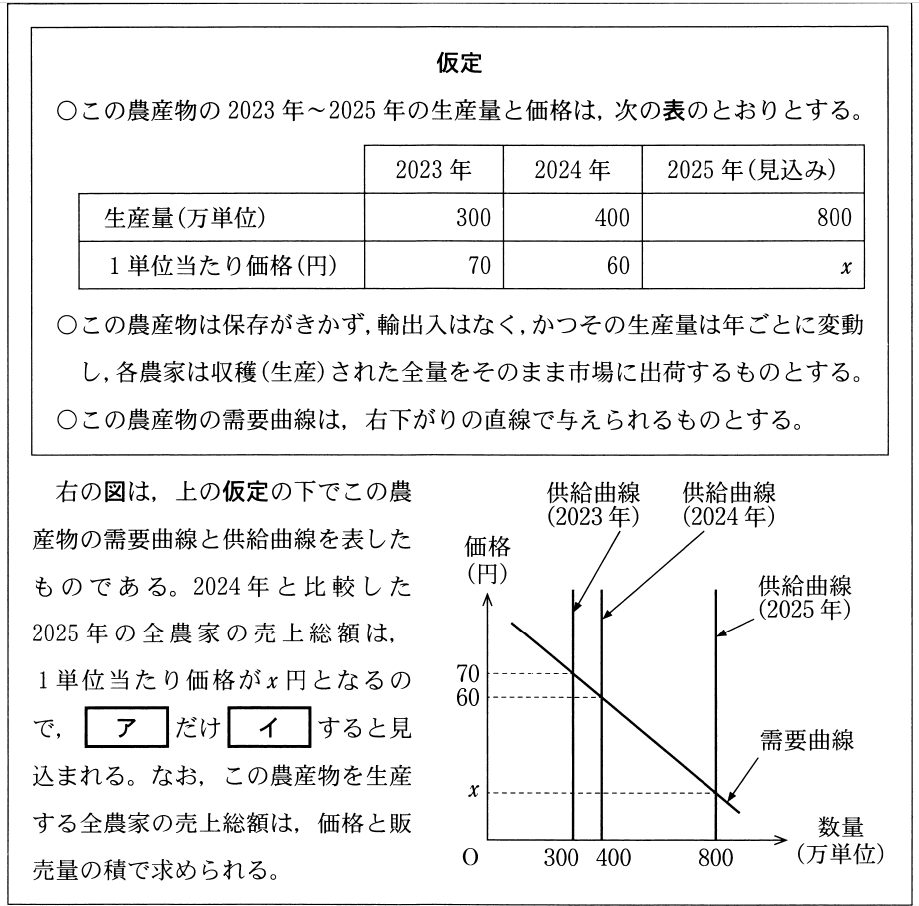 仮定
○この農産物の 2023 年～2025 年の生産量と価格は，次の表のとおりとする。
2023 年 2024 年 2025 年(見込み)
生産量(万単位) 300 400 800
1 単位当たり価格(円) 70 60 x
○この農産物は保存がきかず，輸出入はなく，かつその生産量は年ごとに変動
し，各農家は収穫(生産)された全量をそのまま市場に出荷するものとする。
○この農産物の需要曲線は，右下がりの直線で与えられるものとする。
右の図は，上の仮定の下でこの農
産物の需要曲線と供給曲線を表した
ものである。2024 年と比較した
2025 年の全農家の売上総額は，
1 単位当たり価格が x 円となるの
で， ア だけ イ すると見
込まれる。なお，この農産物を生産
する全農家の売上総額は，価格と販
売量の積で求められる。
供給曲線
(2023 年)
供給曲線
(2024 年)
価格
(円)
供給曲線
(2025 年)
70
60
需要曲線
x
O 300 400 800
数量
(万単位)